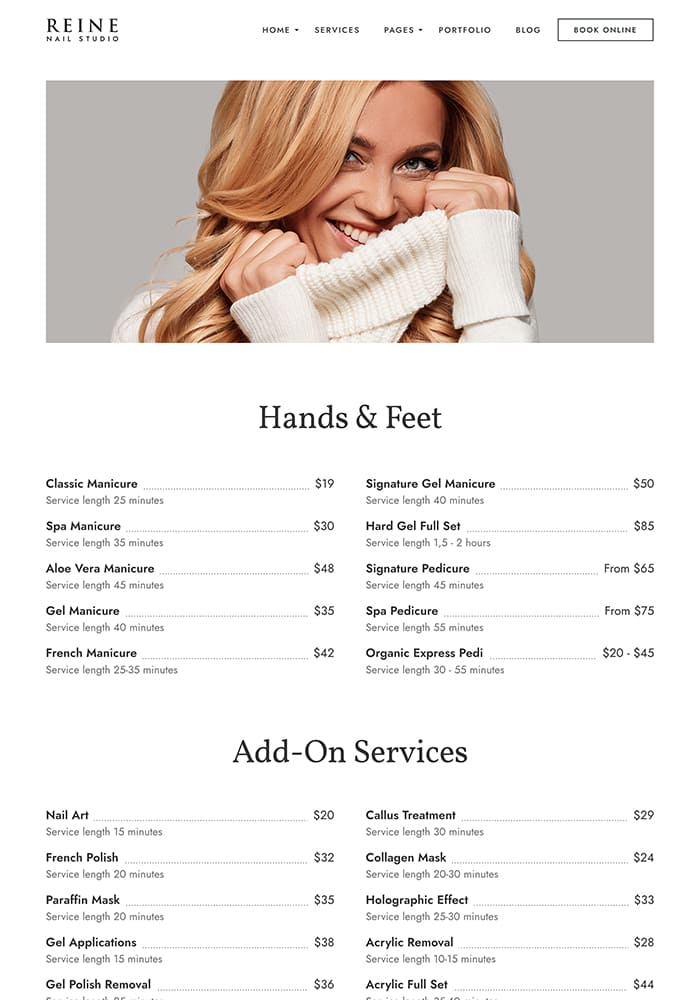 REINE
NAIL STUDIO
HOME SERVICES PAGES PORTFOLIO BLOG BOOK ONLINE
Hands & Feet
Classic Manicure $19
Service length 25 minutes
Spa Manicure $30
Service length 35 minutes
Aloe Vera Manicure $48
Service length 45 minutes
Gel Manicure $35
Service length 40 minutes
French Manicure $42
Service length 25-35 minutes
Signature Gel Manicure $50
Service length 40 minutes
Hard Gel Full Set $85
Service length 1,5 - 2 hours
Signature Pedicure From $65
Service length 45 minutes
Spa Pedicure From $75
Service length 55 minutes
Organic Express Pedi $20 - $45
Service length 30 - 55 minutes
Add-On Services
Nail Art $20
Service length 15 minutes
French Polish $32
Service length 20 minutes
Paraffin Mask $35
Service length 20 minutes
Gel Applications $38
Service length 15 minutes
Gel Polish Removal $36
Callus Treatment $29
Service length 30 minutes
Collagen Mask $24
Service length 20-30 minutes
Holographic Effect $33
Service length 25-30 minutes
Acrylic Removal $28
Service length 10-15 minutes
Acrylic Full Set $44